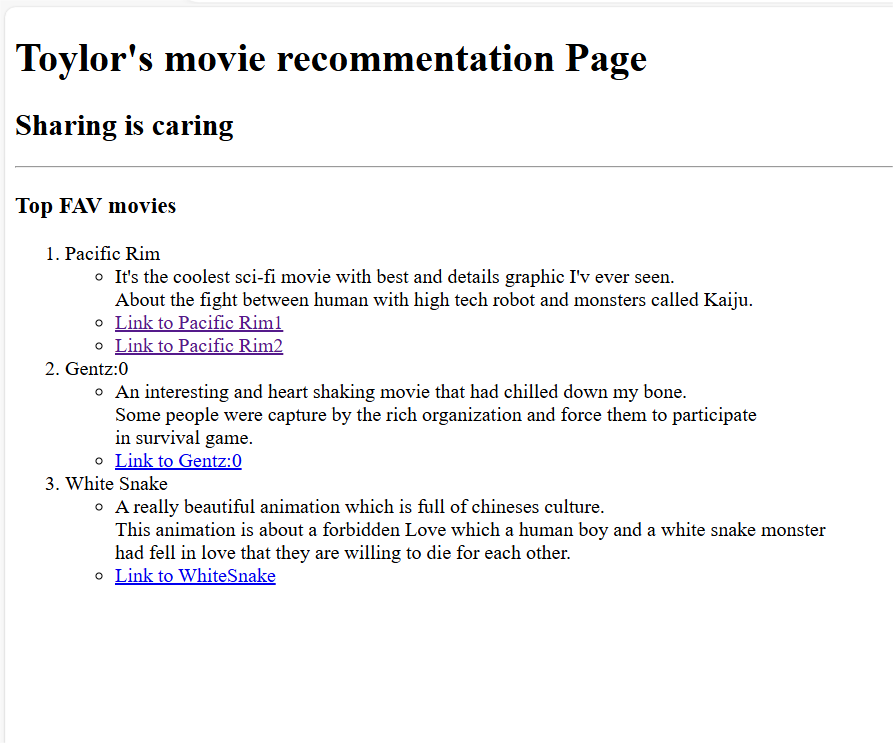 Toylor's movie recommentation Page
Sharing is caring
Top FAV movies
1. Pacific Rim
It's the coolest sci-fi movie with best and details graphic I'v ever seen.
About the fight between human with high tech robot and monsters called Kaiju.
Link to Pacific Rim1
Link to Pacific Rim2
2. Gentz:0
An interesting and heart shaking movie that had chilled down my bone.
Some people were capture by the rich organization and force them to participate
in survival game.
Link to Gentz:0
3. White Snake
A really beautiful animation which is full of chineses culture.
This animation is about a forbidden Love which a human boy and a white snake monster
had fell in love that they are willing to die for each other.
Link to WhiteSnake